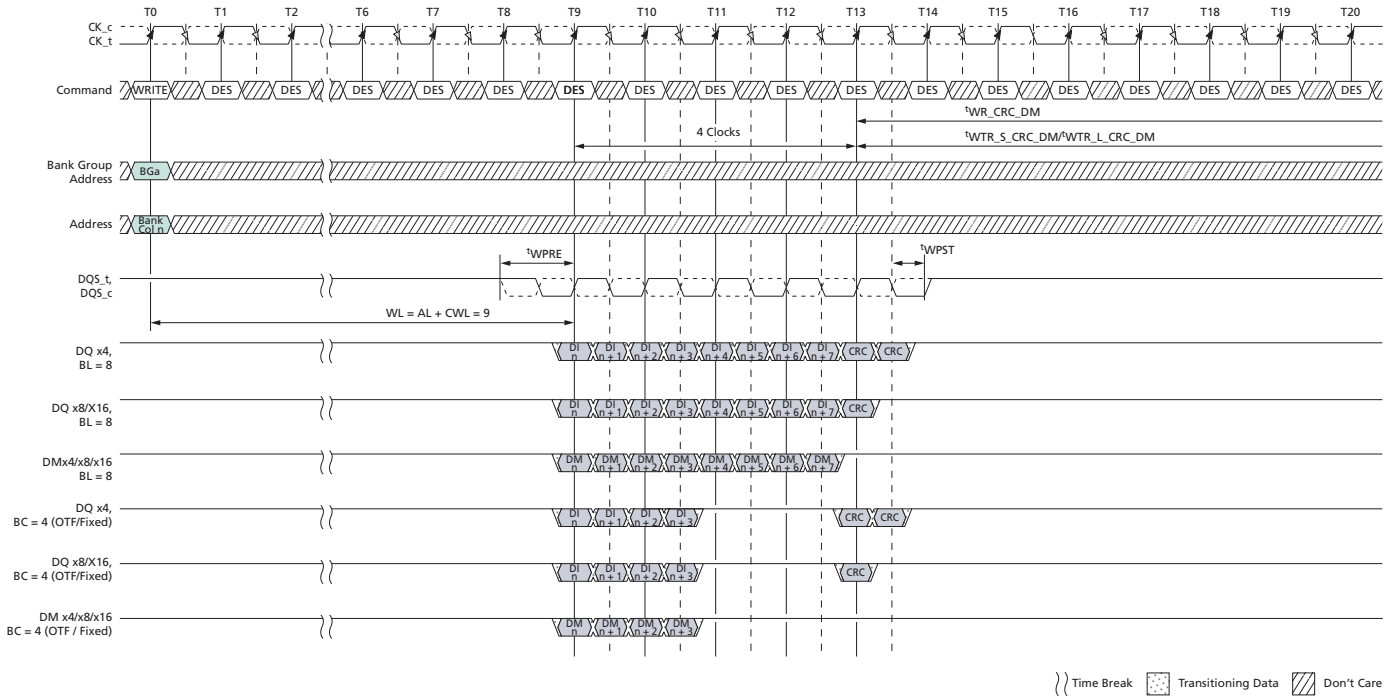 T0 T1 T2 T6 T7 T8 T9 T10 T11 T12 T13 T14 T15 T16 T17 T18 T19 T20
CK_c
CK_t
Command WRITE DES DES DES DES DES DES DES DES DES DES DES DES DES DES DES DES DES
tWR_CRC_DM
4 Clocks tWTR_S_CRC_DM/tWTR_L_CRC_DM
Bank Group
Address BGa
Address Bank
Col n
tWPRE tWPST
DQS_t,
DQS_c
WL = AL + CWL = 9
DQ x4,
BL = 8
DI n DI n + 1 DI n + 2 DI n + 3 DI n + 4 DI n + 5 DI n + 6 DI n + 7 CRC CRC
DQ x8/X16,
BL = 8
DI n DI n + 1 DI n + 2 DI n + 3 DI n + 4 DI n + 5 DI n + 6 DI n + 7 CRC
DMx4/x8/x16
BL = 8
DM n DM n + 1 DM n + 2 DM n + 3 DM n + 4 DM n + 5 DM n + 6 DM n + 7
DQ x4,
BC = 4 (OTF/Fixed)
DI n DI n + 1 DI n + 2 DI n + 3 CRC CRC
DQ x8/X16,
BC = 4 (OTF/Fixed)
DI n DI n + 1 DI n + 2 DI n + 3 CRC
DM x4/x8/x16
BC = 4 (OTF / Fixed)
DM n DM n + 1 DM n + 2 DM n + 3
Time Break Transitioning Data Don't Care